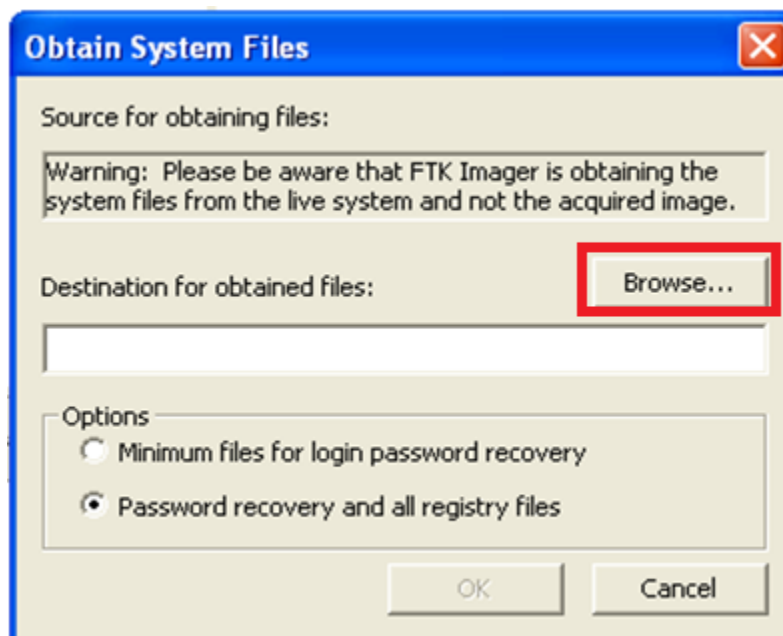 Obtain System Files
Source for obtaining files:
Warning: Please be aware that FTK Imager is obtaining the
system files from the live system and not the acquired image.
Browse...
Destination for obtained files:
Options
Minimum files for login password recovery
Password recovery and all registry files
OK
Cancel